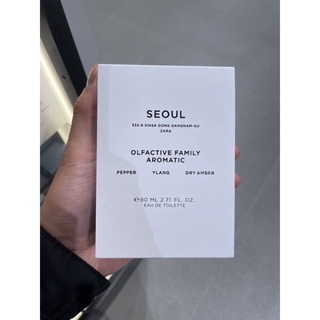 SEOUL
532-8 SINSA DONG GANGNAM-GU
ZARA
OLFACTIVE FAMILY
AROMATIC
PEPPER YLANG DRY AMBER
℮80 ML 2.71 FL. OZ.
EAU DE TOILETTE